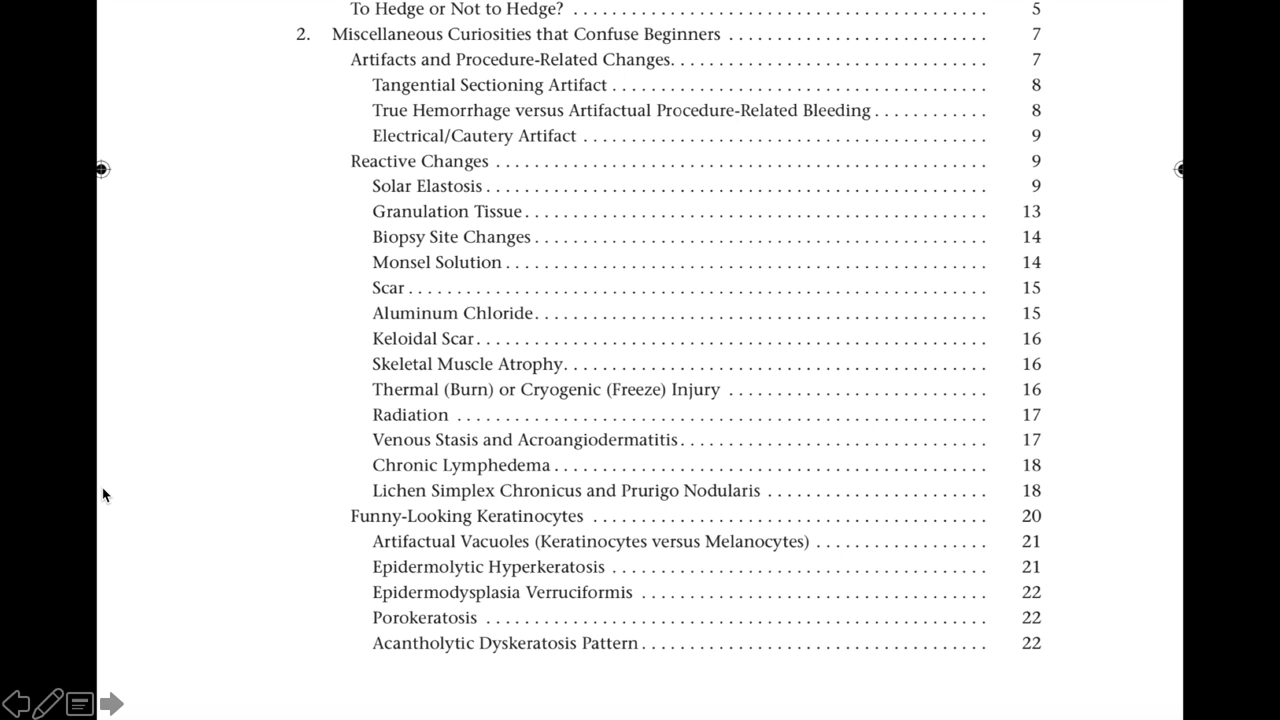 To Hedge or Not to Hedge? . . . . . . . . . . . . . . . . . . . . . . . . . . . . . . . . . . . . . . . . . . . 5
2. Miscellaneous Curiosities that Confuse Beginners . . . . . . . . . . . . . . . . . . . . . . . . . . . 7
Artifacts and Procedure-Related Changes. . . . . . . . . . . . . . . . . . . . . . . . . . . . . . . . . 7
Tangential Sectioning Artifact . . . . . . . . . . . . . . . . . . . . . . . . . . . . . . . . . . . . . . . 8
True Hemorrhage versus Artifactual Procedure-Related Bleeding . . . . . . . . . . . . 8
Electrical/Cautery Artifact . . . . . . . . . . . . . . . . . . . . . . . . . . . . . . . . . . . . . . . . . . 9
Reactive Changes . . . . . . . . . . . . . . . . . . . . . . . . . . . . . . . . . . . . . . . . . . . . . . . . . . . 9
Solar Elastosis . . . . . . . . . . . . . . . . . . . . . . . . . . . . . . . . . . . . . . . . . . . . . . . . . . . . 9
Granulation Tissue . . . . . . . . . . . . . . . . . . . . . . . . . . . . . . . . . . . . . . . . . . . . . . . . 13
Biopsy Site Changes . . . . . . . . . . . . . . . . . . . . . . . . . . . . . . . . . . . . . . . . . . . . . . . 14
Monsel Solution . . . . . . . . . . . . . . . . . . . . . . . . . . . . . . . . . . . . . . . . . . . . . . . . . . 14
Scar . . . . . . . . . . . . . . . . . . . . . . . . . . . . . . . . . . . . . . . . . . . . . . . . . . . . . . . . . . . . 15
Aluminum Chloride. . . . . . . . . . . . . . . . . . . . . . . . . . . . . . . . . . . . . . . . . . . . . . . 15
Keloidal Scar . . . . . . . . . . . . . . . . . . . . . . . . . . . . . . . . . . . . . . . . . . . . . . . . . . . . . 16
Skeletal Muscle Atrophy. . . . . . . . . . . . . . . . . . . . . . . . . . . . . . . . . . . . . . . . . . . . 16
Thermal (Burn) or Cryogenic (Freeze) Injury . . . . . . . . . . . . . . . . . . . . . . . . . . . 16
Radiation . . . . . . . . . . . . . . . . . . . . . . . . . . . . . . . . . . . . . . . . . . . . . . . . . . . . . . . 17
Venous Stasis and Acroangiodermatitis . . . . . . . . . . . . . . . . . . . . . . . . . . . . . . . . 17
Chronic Lymphedema . . . . . . . . . . . . . . . . . . . . . . . . . . . . . . . . . . . . . . . . . . . . . 18
Lichen Simplex Chronicus and Prurigo Nodularis . . . . . . . . . . . . . . . . . . . . . . . 18
Funny-Looking Keratinocytes . . . . . . . . . . . . . . . . . . . . . . . . . . . . . . . . . . . . . . . . . 20
Artifactual Vacuoles (Keratinocytes versus Melanocytes) . . . . . . . . . . . . . . . . . . 21
Epidermolytic Hyperkeratosis . . . . . . . . . . . . . . . . . . . . . . . . . . . . . . . . . . . . . . . 21
Epidermodysplasia Verruciformis . . . . . . . . . . . . . . . . . . . . . . . . . . . . . . . . . . . . 22
Porokeratosis . . . . . . . . . . . . . . . . . . . . . . . . . . . . . . . . . . . . . . . . . . . . . . . . . . . . 22
Acantholytic Dyskeratosis Pattern . . . . . . . . . . . . . . . . . . . . . . . . . . . . . . . . . . . . 22